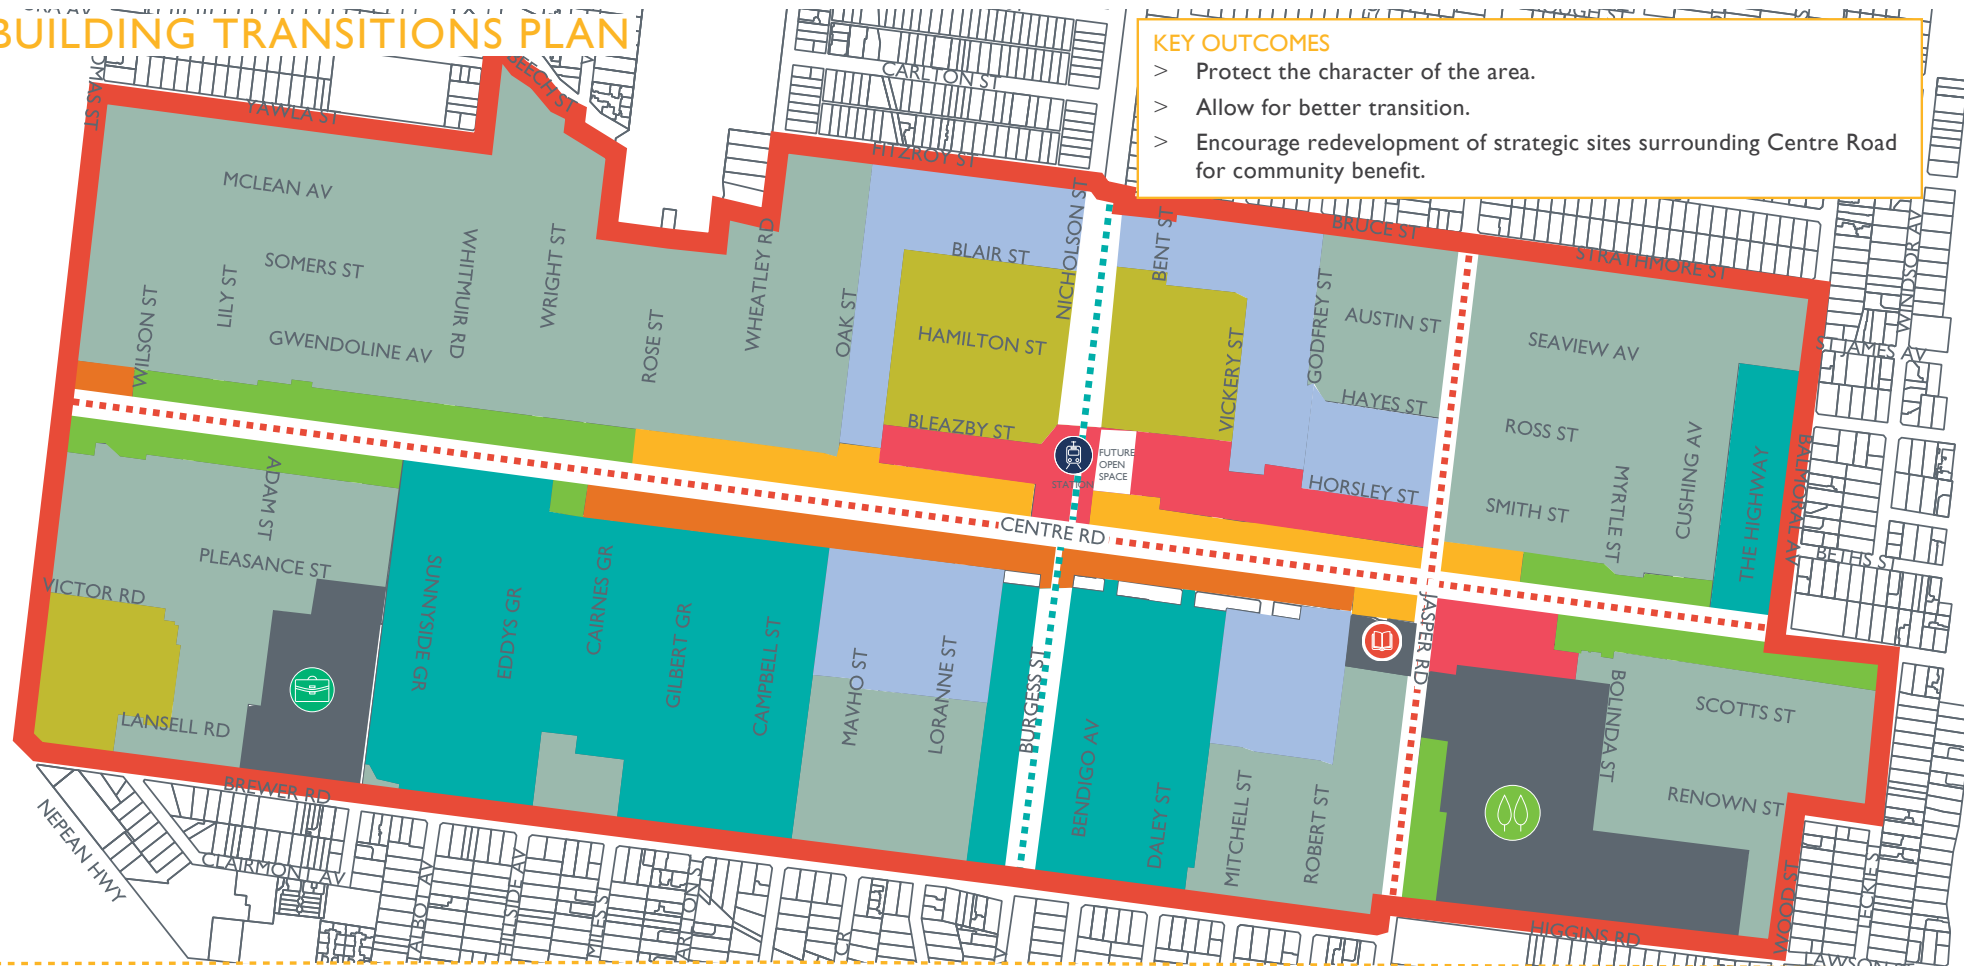 BUILDING TRANSITIONS PLAN
KEY OUTCOMES
> Protect the character of the area.
> Allow for better transition.
> Encourage redevelopment of strategic sites surrounding Centre Road
for community benefit.
BEECH ST
CARLTON ST
YAWLA ST
FITZROY ST
MCLEAN AV
NICHOLSON ST
BENT ST
BRUCE ST
STRATHMORE ST
WINDSOR AV
SOMERS ST
LILY ST
WILSON ST
WHITMUIR RD
WRIGHT ST
WHEATLEY RD
ROSE ST
OAK ST
BLAIR ST
HAMILTON ST
GODFREY ST
AUSTIN ST
SEAVIEW AV
ST JAMES AV
GWENDOLINE AV
VICKERY ST
HAYES ST
BLEAZBY ST
ROSS ST
CUSHING AV
MYRTLE ST
THE HIGHWAY
BALMORAL AV
FUTURE
OPEN
SPACE
STATION
HORSLEY ST
SMITH ST
ADAM ST
CENTRE RD
PLEASANCE ST
VICTOR RD
SUNNYSIDE GR
EDDYS GR
CAIRNES GR
GILBERT GR
CAMPBELL ST
MAVHO ST
LORANNE ST
BURGESS ST
JASPER RD
BOLINDA ST
SCOTTS ST
LANSELL RD
BENDIGO AV
DALEY ST
MITCHELL ST
ROBERT ST
RENOWN ST
BREWER RD
NEPEAN HWY
CLAIRMONT AV
HIGGINS RD
WOOD ST